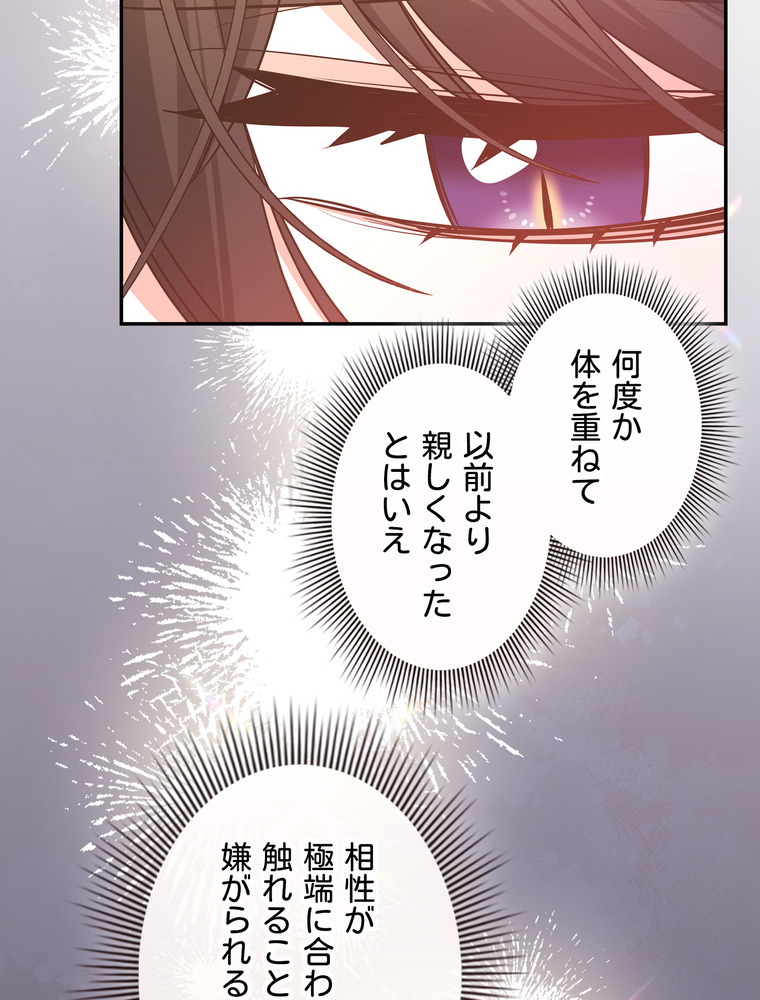 何度か
体を重ねて
以前より
親しくなった
とはいえ
相性が
極端に合わ
触れること
嫌がられる